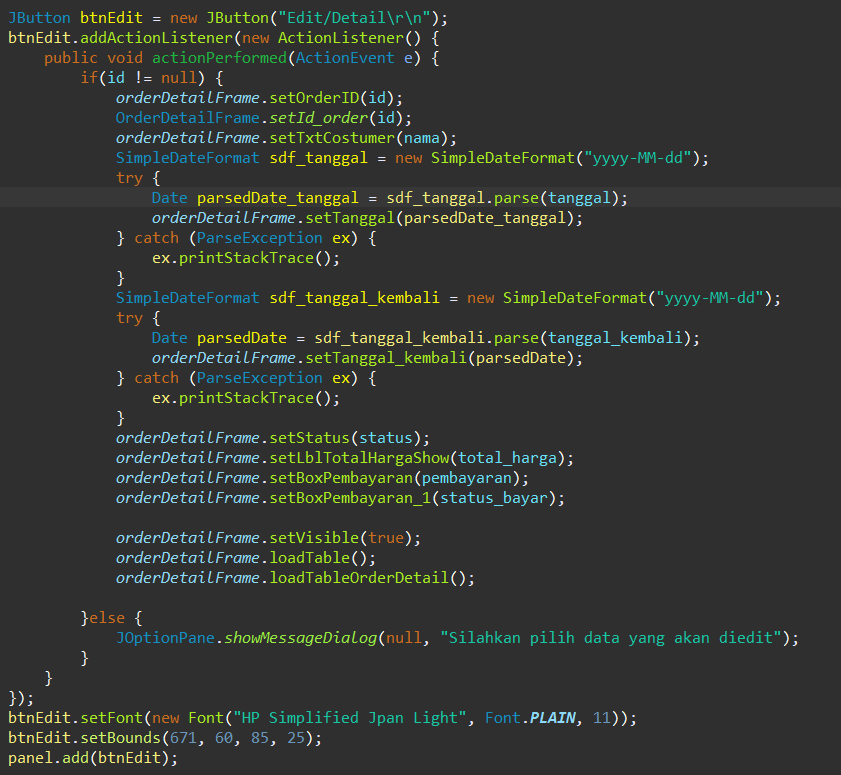 JButton btnEdit = new JButton("Edit/Detail\r\n");
btnEdit.addActionListener(new ActionListener() {
    public void actionPerformed(ActionEvent e) {
        if(id != null) {
            orderDetailFrame.setOrderID(id);
            OrderDetailFrame.setId_order(id);
            orderDetailFrame.setTxtCostumer(nama);
            SimpleDateFormat sdf_tanggal = new SimpleDateFormat("yyyy-MM-dd");
            try {
                Date parsedDate_tanggal = sdf_tanggal.parse(tanggal);
                orderDetailFrame.setTanggal(parsedDate_tanggal);
            } catch (ParseException ex) {
                ex.printStackTrace();
            }
            SimpleDateFormat sdf_tanggal_kembali = new SimpleDateFormat("yyyy-MM-dd");
            try {
                Date parsedDate = sdf_tanggal_kembali.parse(tanggal_kembali);
                orderDetailFrame.setTanggal_kembali(parsedDate);
            } catch (ParseException ex) {
                ex.printStackTrace();
            }
            orderDetailFrame.setStatus(status);
            orderDetailFrame.setLblTotalHargaShow(total_harga);
            orderDetailFrame.setBoxPembayaran(pembayaran);
            orderDetailFrame.setBoxPembayaran_1(status_bayar);

            orderDetailFrame.setVisible(true);
            orderDetailFrame.loadTable();
            orderDetailFrame.loadTableOrderDetail();

        }else {
            JOptionPane.showMessageDialog(null, "Silahkan pilih data yang akan diedit");
        }
    }
});
btnEdit.setFont(new Font("HP Simplified Jpan Light", Font.PLAIN, 11));
btnEdit.setBounds(671, 60, 85, 25);
panel.add(btnEdit);